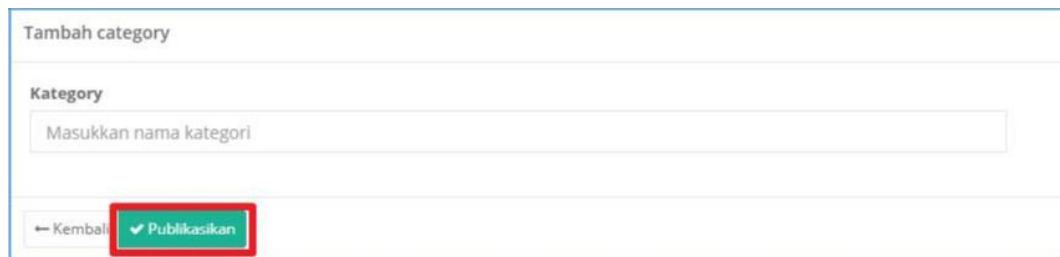 Tambah category
Kategory
Masukkan nama kategori
← Kembali ✔ Publikasikan